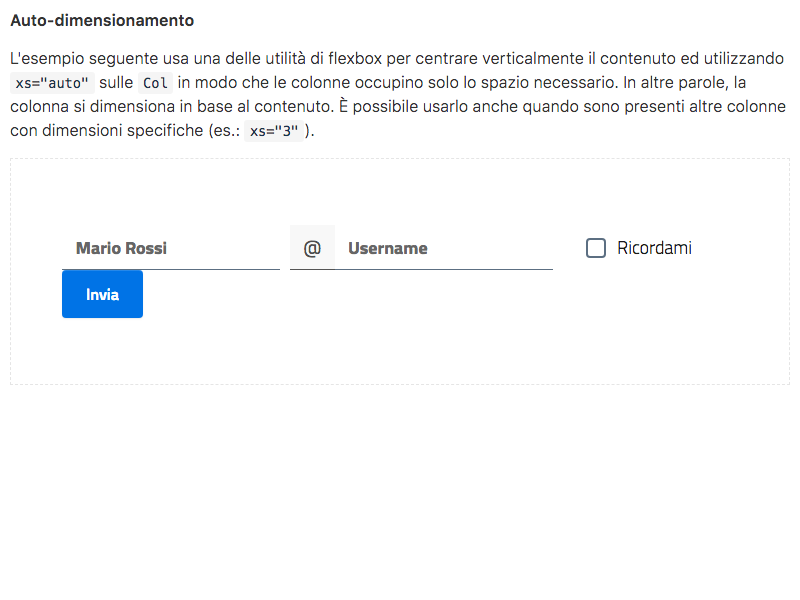 Auto-dimensionamento
L'esempio seguente usa una delle utilità di flexbox per centrare verticalmente il contenuto ed utilizzando
xs="auto" sulle Col in modo che le colonne occupino solo lo spazio necessario. In altre parole, la
colonna si dimensiona in base al contenuto. È possibile usarlo anche quando sono presenti altre colonne
con dimensioni specifiche (es.: xs="3" ).
Mario Rossi @ Username Ricordami
Invia